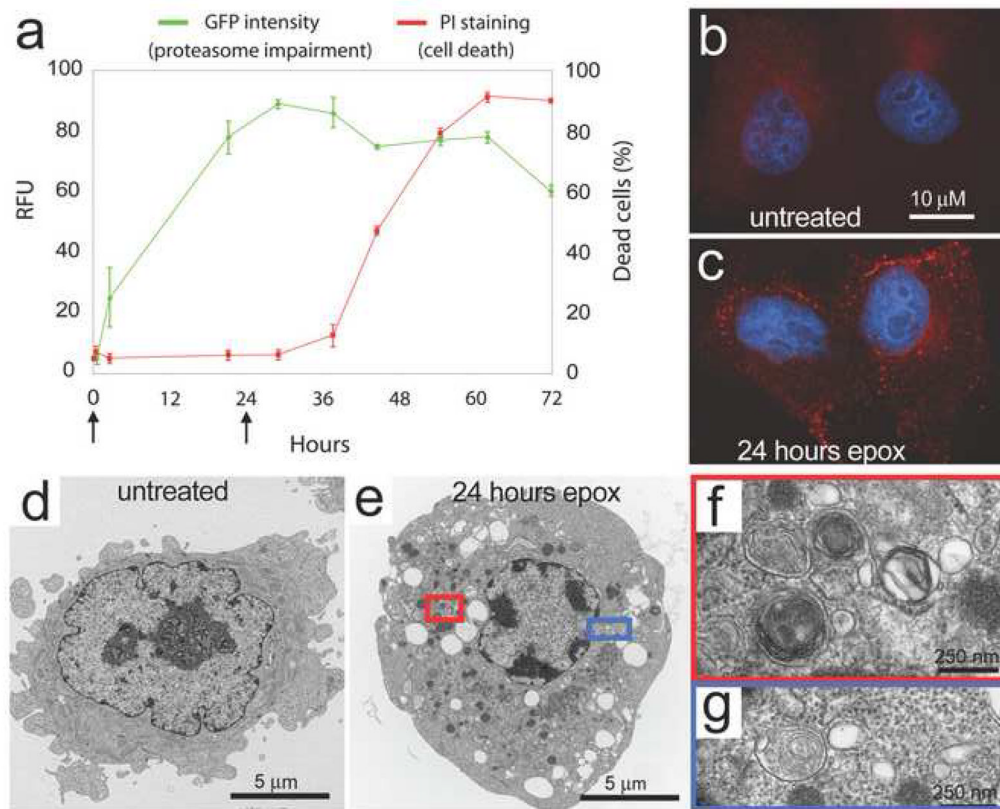 a
GFP intensity
(proteasome impairment)
PI staining
(cell death)
100
80
60
40
20
0
RFU
100
80
60
40
20
0
Dead cells (%)
0 12 24 36 48 60 72
Hours
b
untreated
10 µM
c
24 hours epox
d
untreated
5 µm
e
24 hours epox
5 µm
f
250 nm
g
250 nm